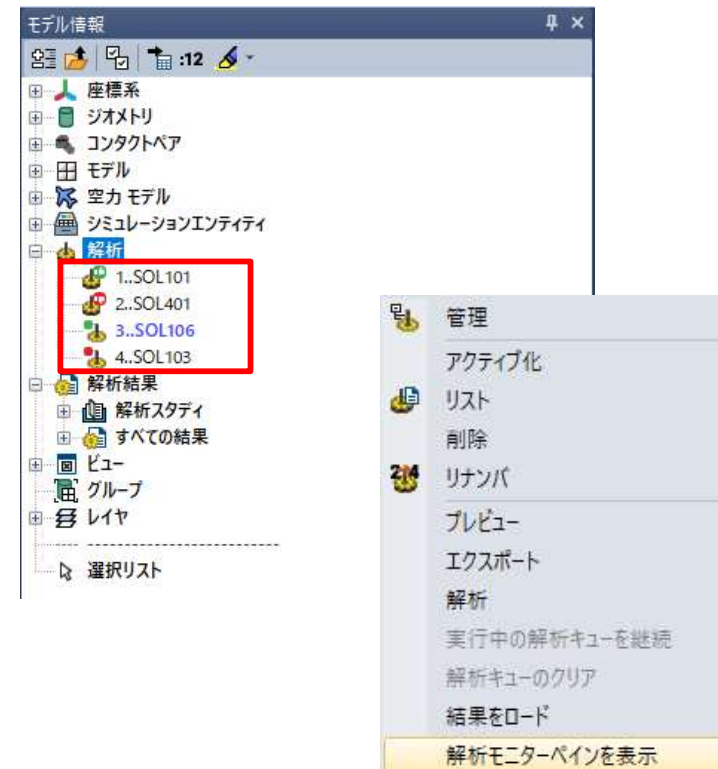 モデル情報
:12
座標系
ジオメトリ
コンタクトペア
モデル
空力 モデル
シミュレーションエンティティ
解析
1..SOL101
2..SOL401
3..SOL106
4..SOL103
解析結果
解析スタディ
すべての結果
ビュー
グループ
レイヤ
選択リスト
管理
アクティブ化
リスト
削除
リナンバ
プレビュー
エクスポート
解析
実行中の解析キューを継続
解析キューのクリア
結果をロード
解析モニターペインを表示